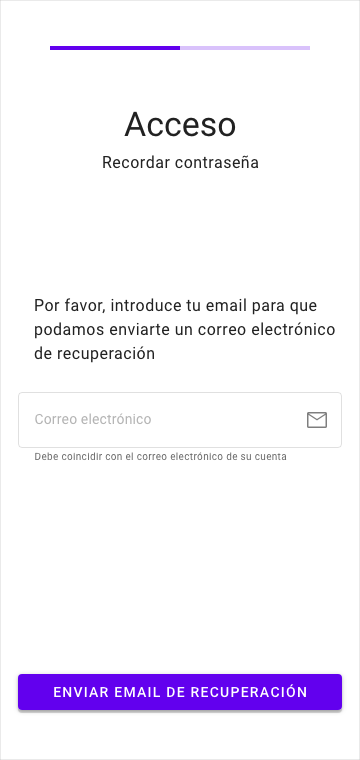 Acceso
Recordar contraseña
Por favor, introduce tu email para que
podamos enviarte un correo electrónico
de recuperación
Correo electrónico
Debe coincidir con el correo electrónico de su cuenta
ENVIAR EMAIL DE RECUPERACIÓN